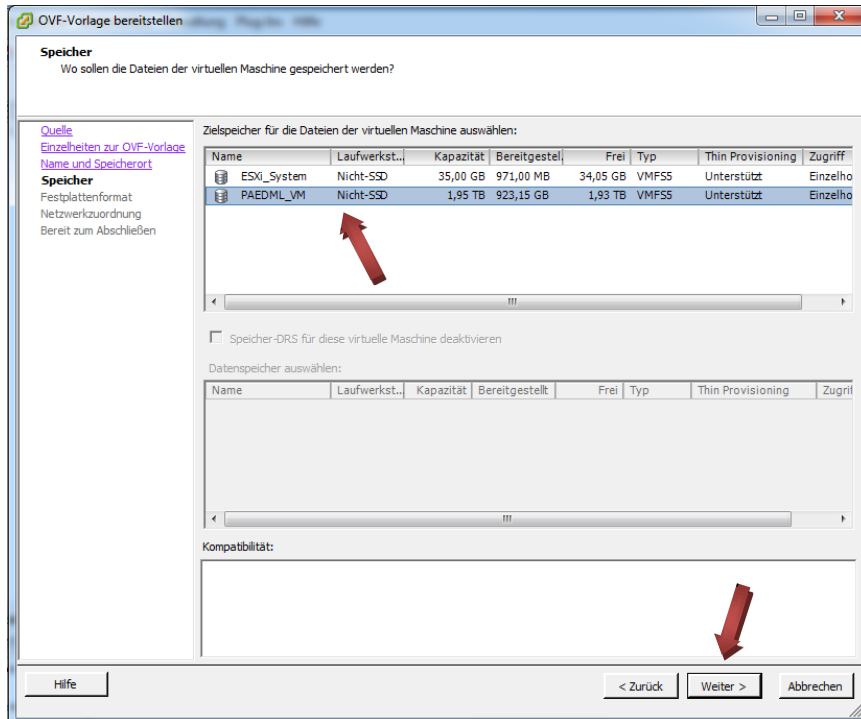 OVF-Vorlage bereitstellen
Speicher
Wo sollen die Dateien der virtuellen Maschine gespeichert werden?
Quelle
Einzelheiten zur OVF-Vorlage
Name und Speicherort
Speicher
Festplattenformat
Netzwerkzuordnung
Bereit zum Abschließen
Zielspeicher für die Dateien der virtuellen Maschine auswählen:
Name Laufwerkst... Kapazität Bereitgestel. Frei Typ Thin Provisioning Zugriff
ESXi_System Nicht-SSD 35,00 GB 971,00 MB 34,05 GB VMFS5 Unterstützt Einzelho
PAEDML_VM Nicht-SSD 1,95 TB 923,15 GB 1,93 TB VMFS5 Unterstützt Einzelho
Speicher-DRS für diese virtuelle Maschine deaktivieren
Datenspeicher auswählen:
Name Laufwerkst... Kapazität Bereitgestellt Frei Typ Thin Provisioning Zugrif
Kompatibilität:
Hilfe < Zurück Weiter > Abbrechen